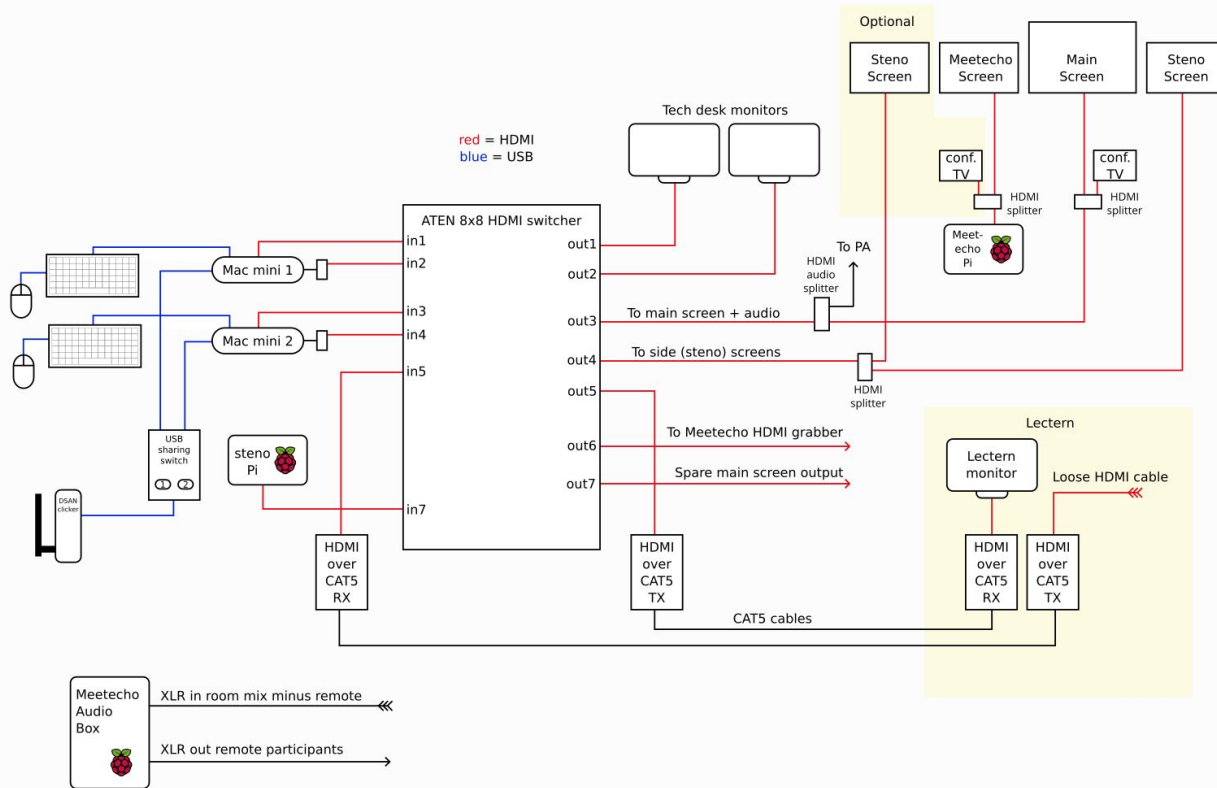 Optional
Steno
Screen
Meetecho
Screen
Main
Screen
Steno
Screen
Tech desk monitors
red = HDMI
blue = USB
conf.
TV
HDMI
splitter
conf.
TV
HDMI
splitter
Meet-
echo
Pi
ATEN 8x8 HDMI switcher
in1
in2
in3
in4
in5
in7
out1
out2
out3
out4
out5
out6
out7
Mac mini 1
Mac mini 2
To PA
HDMI
audio
splitter
To main screen + audio
To side (steno) screens
HDMI
splitter
To Meetecho HDMI grabber
Spare main screen output
USB
sharing
switch
1 2
steno
Pi
DSAN
clicker
HDMI
over
CAT5
RX
HDMI
over
CAT5
TX
CAT5 cables
Lectern
Lectern
monitor
Loose HDMI cable
HDMI
over
CAT5
RX
HDMI
over
CAT5
TX
Meetecho
Audio
Box
XLR in room mix minus remote
XLR out remote participants